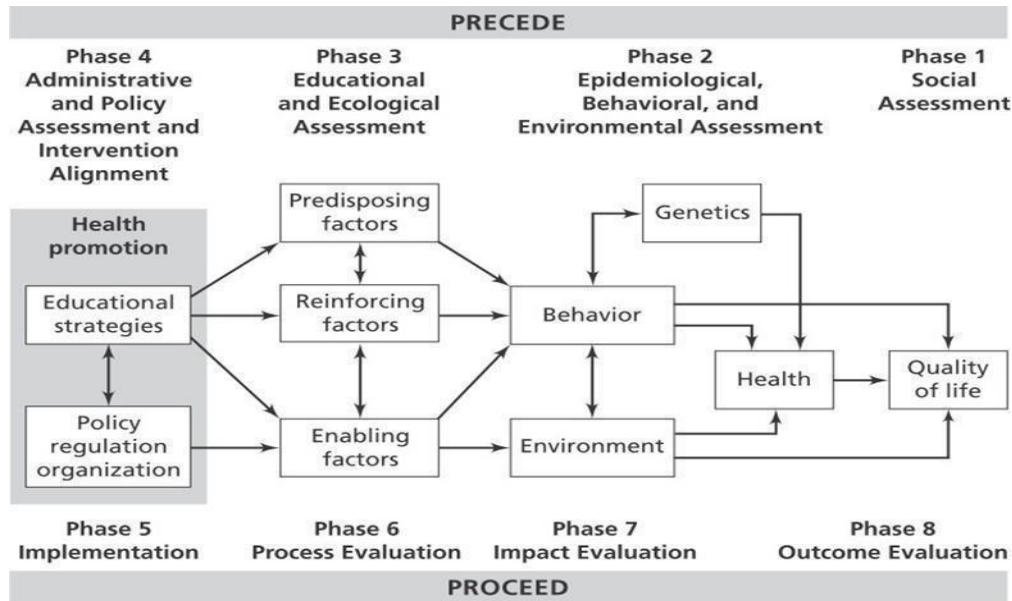 PRECEDE
Phase 4
Administrative
and Policy
Assessment and
Intervention
Alignment
Phase 3
Educational
and Ecological
Assessment
Phase 2
Epidemiological,
Behavioral, and
Environmental Assessment
Phase 1
Social
Assessment
Health
promotion
Educational
strategies
Policy
regulation
organization
Predisposing
factors
Reinforcing
factors
Enabling
factors
Genetics
Behavior
Environment
Health
Quality
of life
Phase 5
Implementation
Phase 6
Process Evaluation
Phase 7
Impact Evaluation
Phase 8
Outcome Evaluation
PROCEED